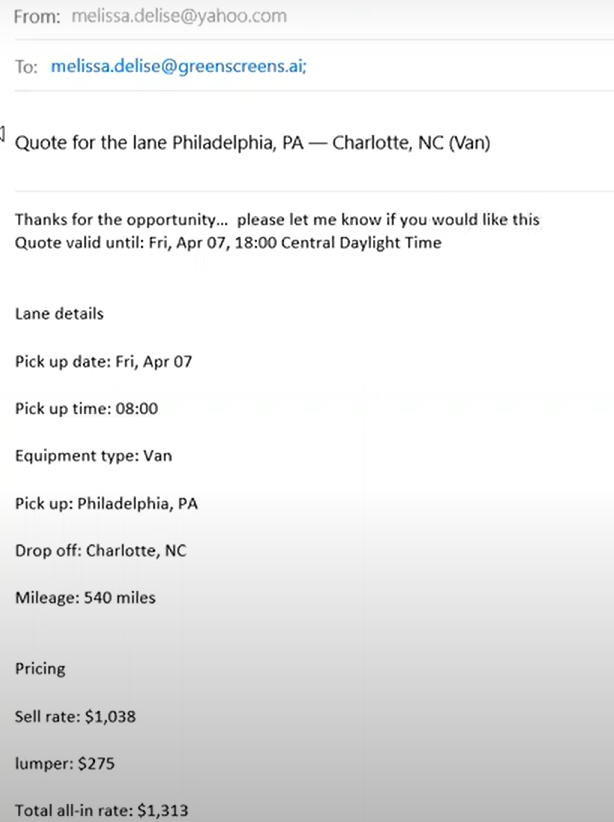 From: melissa.delise@yahoo.com
To: melissa.delise@greenscreens.ai;
Quote for the lane Philadelphia, PA — Charlotte, NC (Van)
Thanks for the opportunity... please let me know if you would like this
Quote valid until: Fri, Apr 07, 18:00 Central Daylight Time
Lane details
Pick up date: Fri, Apr 07
Pick up time: 08:00
Equipment type: Van
Pick up: Philadelphia, PA
Drop off: Charlotte, NC
Mileage: 540 miles
Pricing
Sell rate: $1,038
lumper: $275
Total all-in rate: $1,313